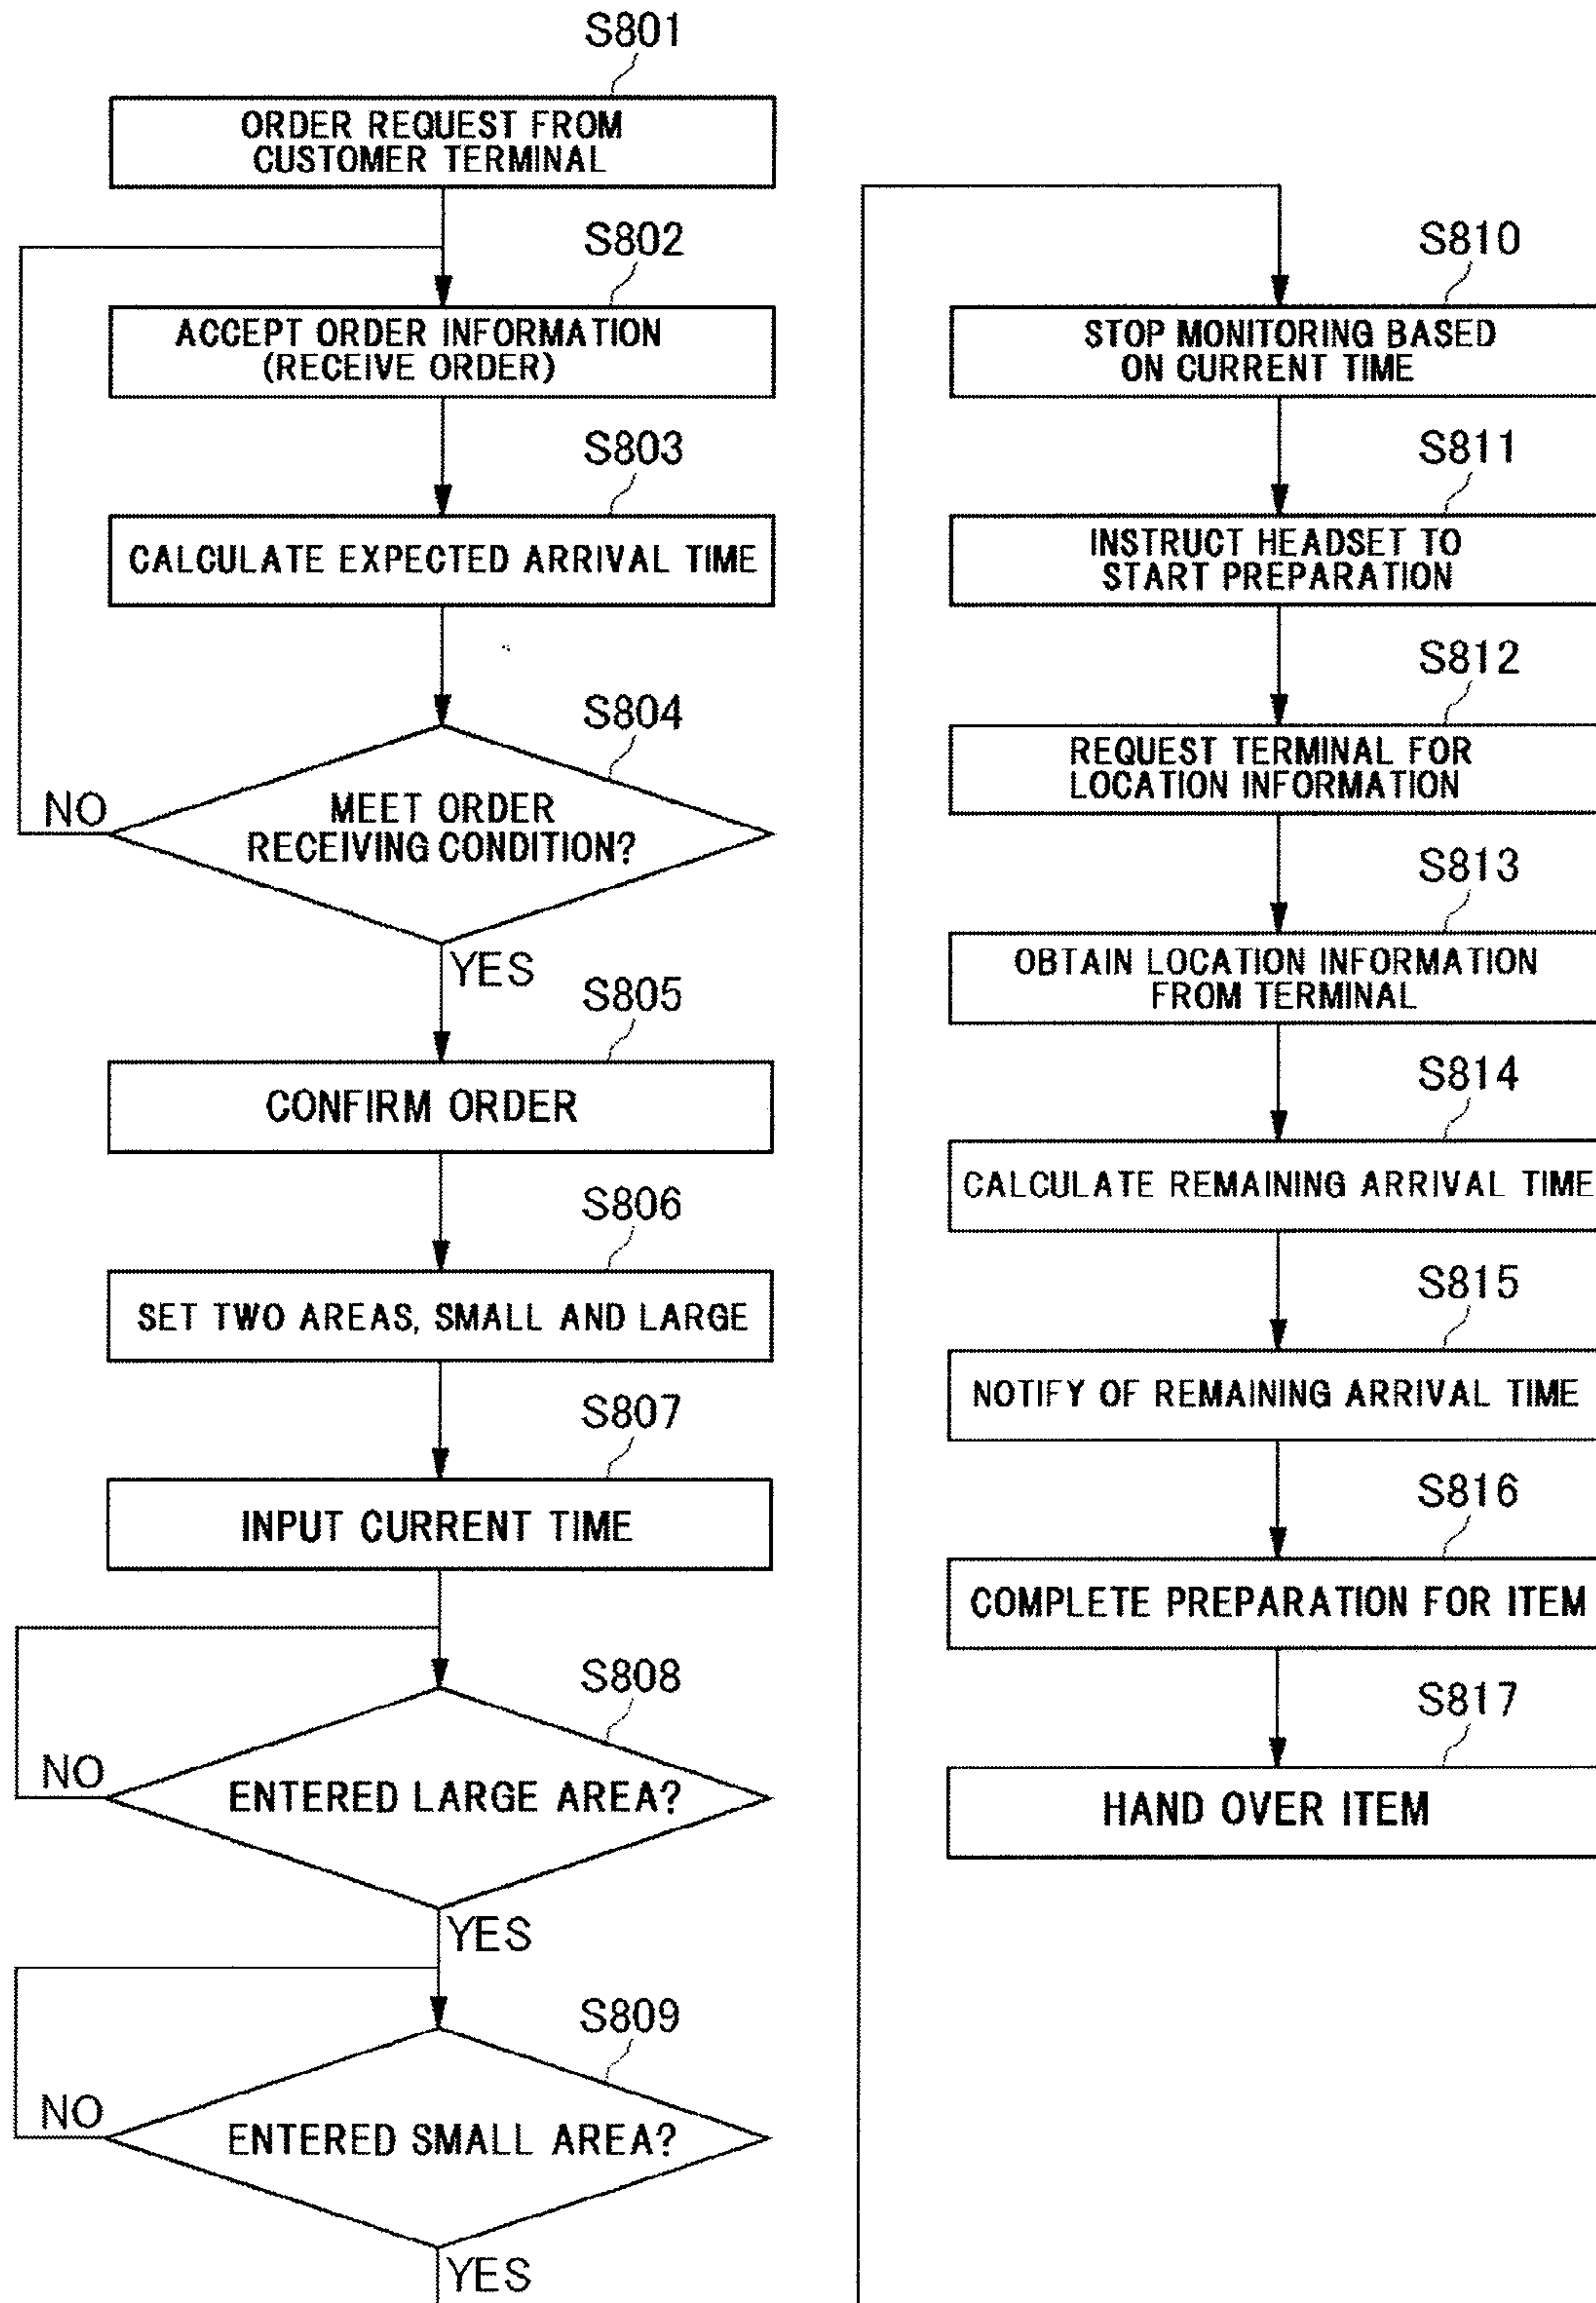 S801
ORDER REQUEST FROM
CUSTOMER TERMINAL
S802
ACCEPT ORDER INFORMATION
(RECEIVE ORDER)
S803
CALCULATE EXPECTED ARRIVAL TIME
S804
MEET ORDER
RECEIVING CONDITION?
NO
YES
S805
CONFIRM ORDER
S806
SET TWO AREAS, SMALL AND LARGE
S807
INPUT CURRENT TIME
S808
ENTERED LARGE AREA?
NO
YES
S809
ENTERED SMALL AREA?
NO
YES
S810
STOP MONITORING BASED
ON CURRENT TIME
S811
INSTRUCT HEADSET TO
START PREPARATION
S812
REQUEST TERMINAL FOR
LOCATION INFORMATION
S813
OBTAIN LOCATION INFORMATION
FROM TERMINAL
S814
CALCULATE REMAINING ARRIVAL TIME
S815
NOTIFY OF REMAINING ARRIVAL TIME
S816
COMPLETE PREPARATION FOR ITEM
S817
HAND OVER ITEM